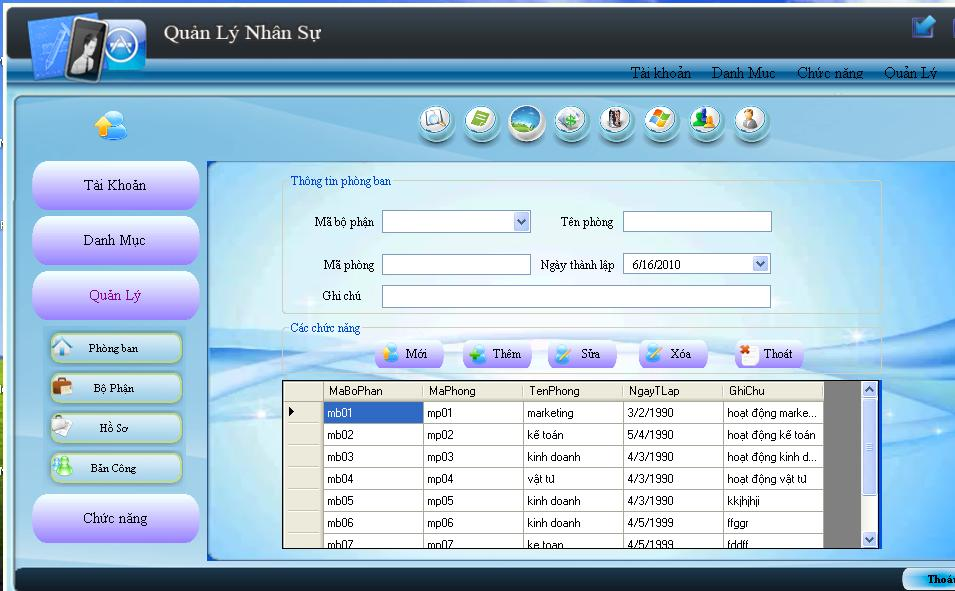 Quản Lý Nhân Sự
Tài khoản Danh Mục Chức năng Quản Lý
Tài Khoản
Danh Mục
Quản Lý
Phòng ban
Bộ Phận
Hồ Sơ
Bản Công
Chức năng
Thông tin phòng ban
Mã bộ phận Tên phòng
Mã phòng Ngày thành lập 6/16/2010
Ghi chú
Các chức năng
Mới Thêm Sửa Xóa Thoát
MaBoPhan MaPhong TenPhong NgayTLap GhiChu
mb01 mp01 marketing 3/2/1990 hoạt động marke...
mb02 mp02 kế toán 5/4/1990 hoạt động kế toán
mb03 mp03 kinh doanh 4/3/1990 hoạt động kinh d...
mb04 mp04 vật tư 4/3/1990 hoạt động vật tư
mb05 mp05 kinh doanh 4/3/1990 kkjhjhji
mb06 mp06 kinh doanh 4/5/1999 ffggr
mb07 mp07 ke toan 4/5/1999 fddff